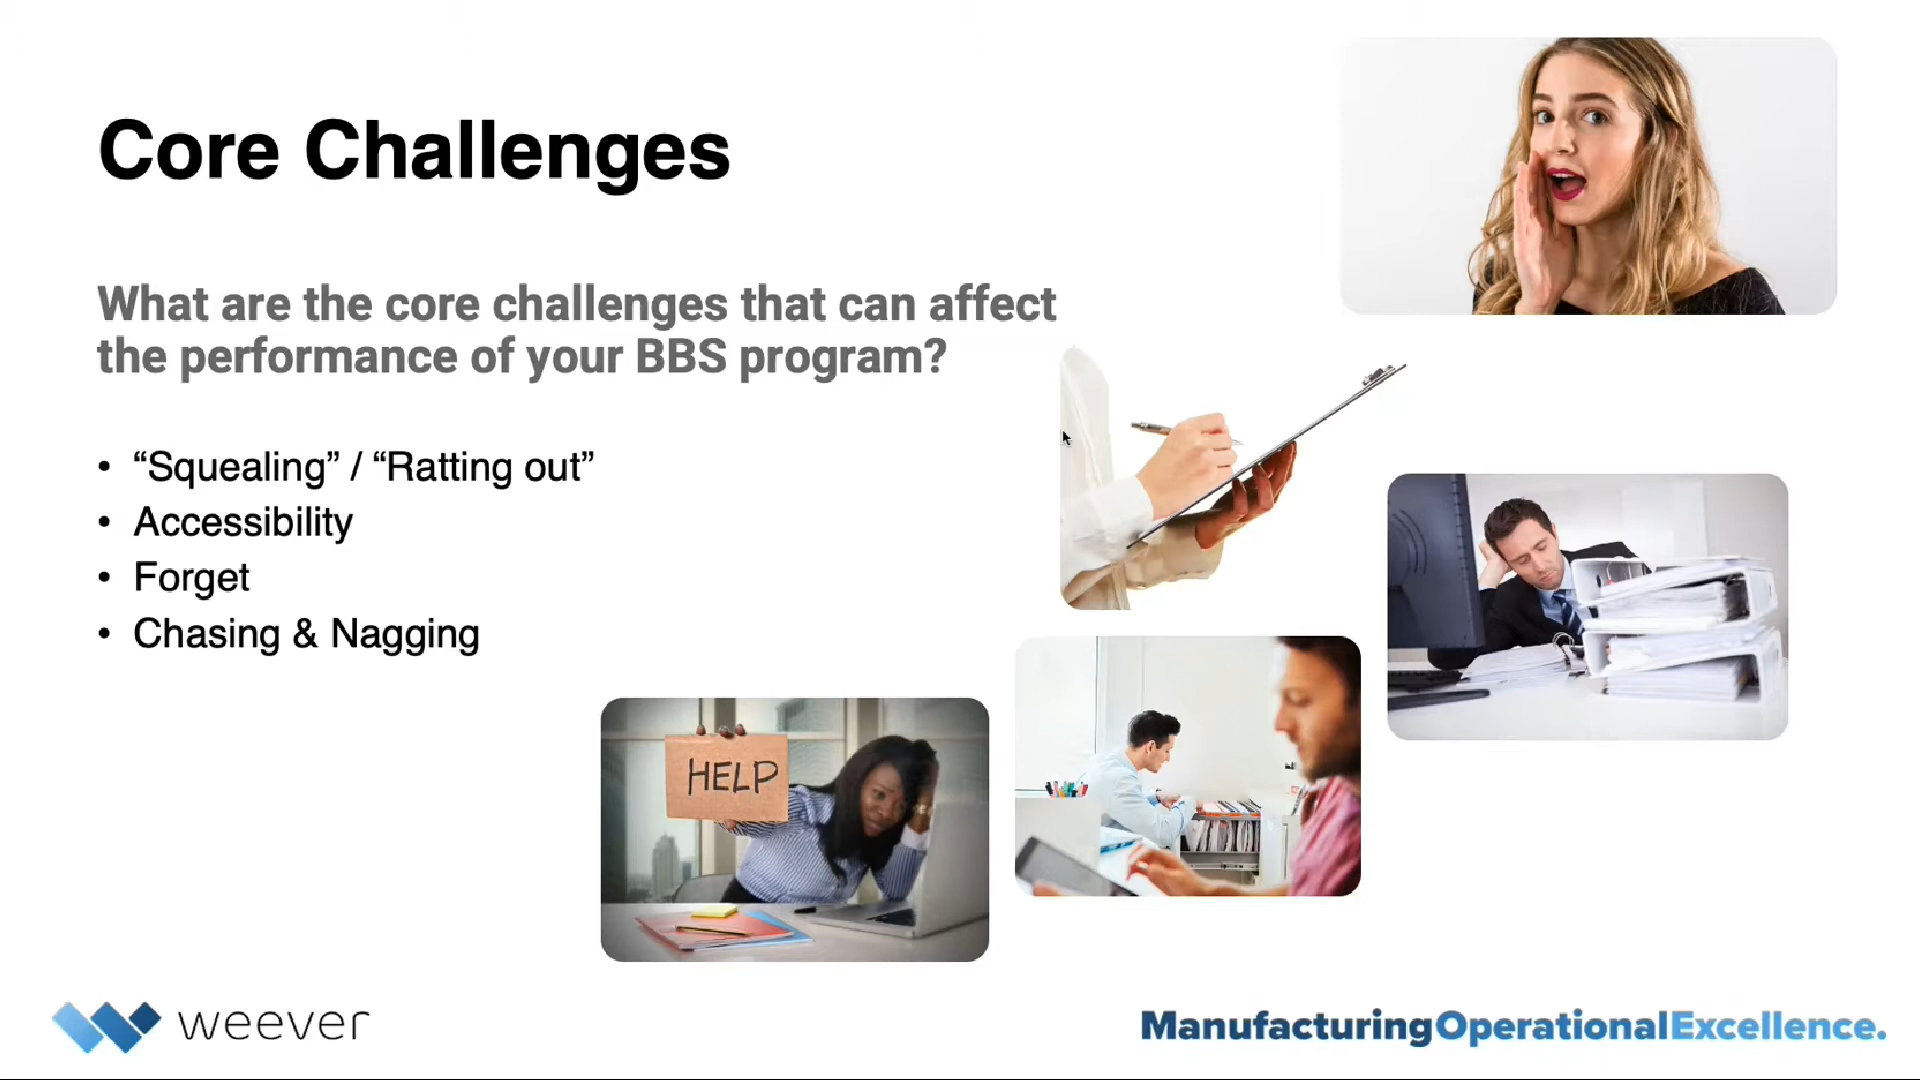 Core Challenges
What are the core challenges that can affect
the performance of your BBS program?
• “Squealing” / “Ratting out”
• Accessibility
• Forget
• Chasing & Nagging
HELP
weever
ManufacturingOperationalExcellence.